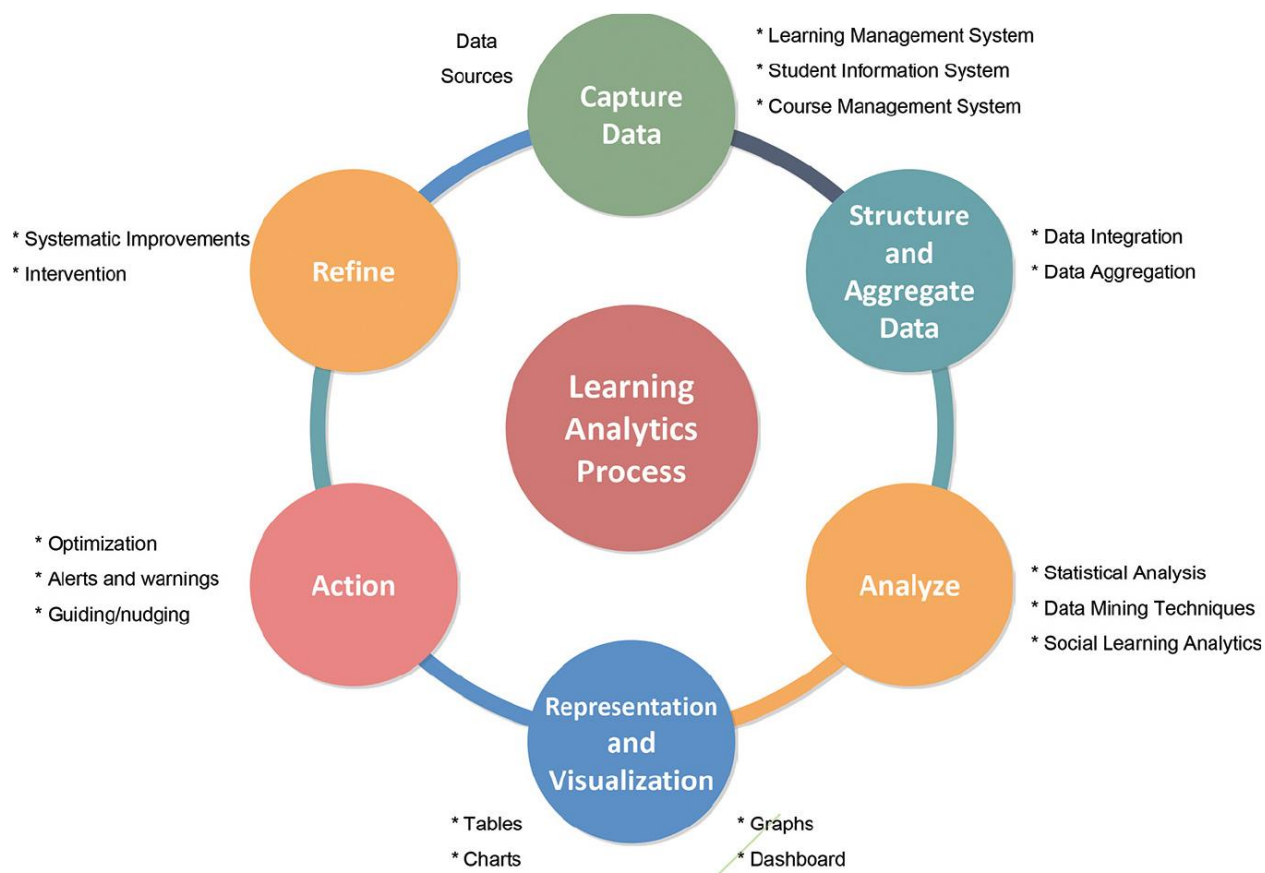 Data
Sources
Capture
Data
* Learning Management System
* Student Information System
* Course Management System
Structure
and
Aggregate
Data
* Data Integration
* Data Aggregation
* Systematic Improvements
* Intervention
Refine
Learning
Analytics
Process
* Optimization
* Alerts and warnings
* Guiding/nudging
Action
Analyze
* Statistical Analysis
* Data Mining Techniques
* Social Learning Analytics
Representation
and
Visualization
* Tables
* Charts
* Graphs
* Dashboard